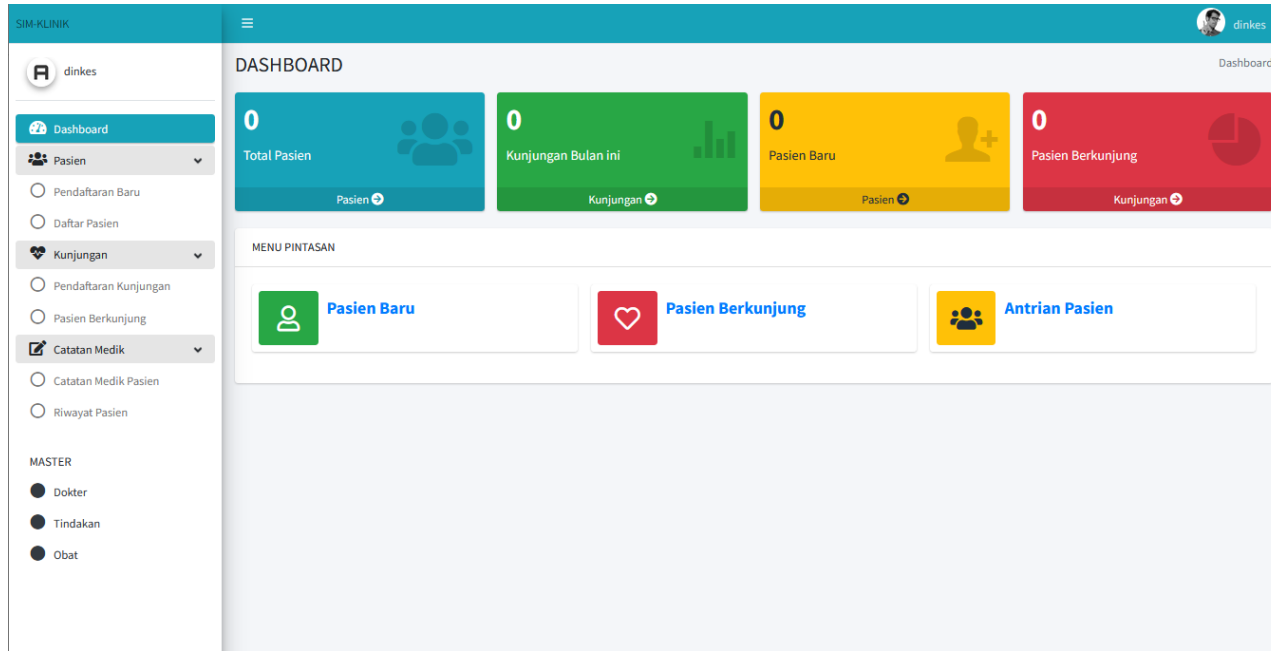 SIM-KLINIK
dinkes
dinkes
DASHBOARD
Dashboard
Dashboard
Pasien
Pendaftaran Baru
Daftar Pasien
Kunjungan
Pendaftaran Kunjungan
Pasien Berkunjung
Catatan Medik
Catatan Medik Pasien
Riwayat Pasien
MASTER
Dokter
Tindakan
Obat
0
Total Pasien
Pasien
0
Kunjungan Bulan ini
Kunjungan
0
Pasien Baru
Pasien
0
Pasien Berkunjung
Kunjungan
MENU PINTASAN
Pasien Baru
Pasien Berkunjung
Antrian Pasien